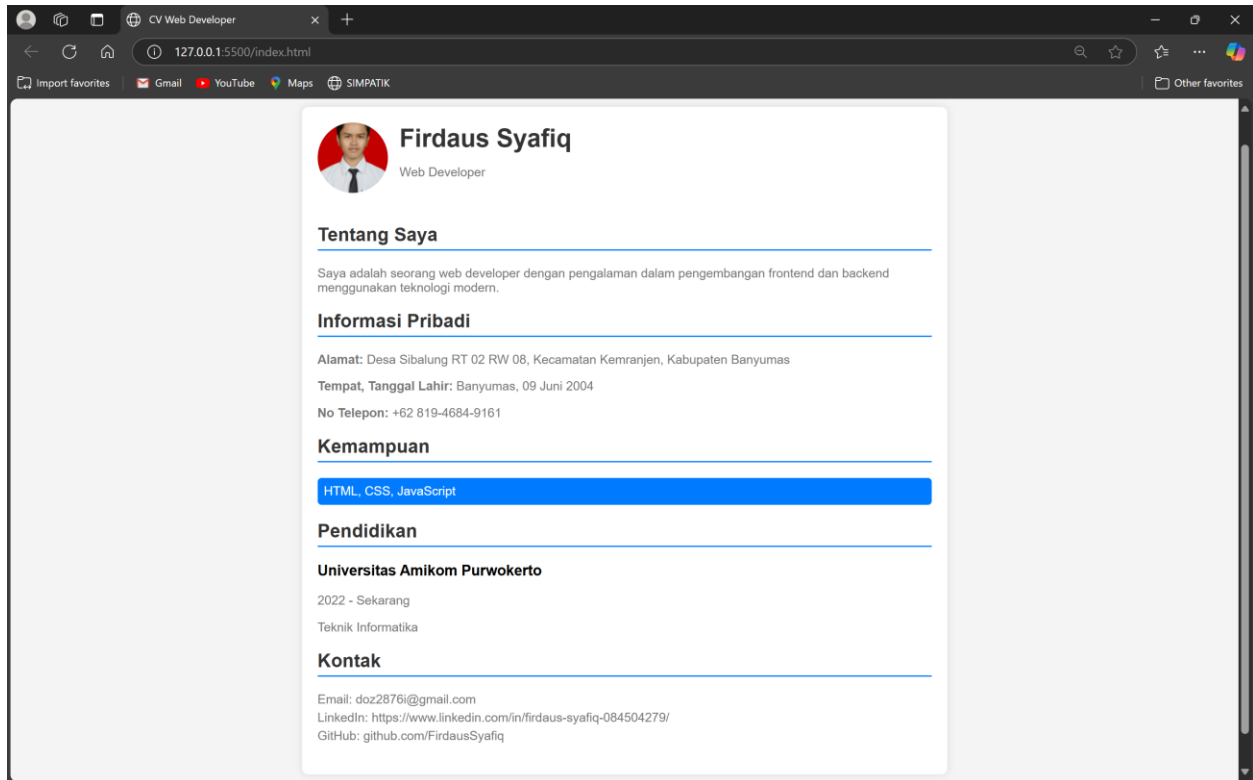 CV Web Developer
127.0.0.1:5500/index.html
Import favorites
Gmail
YouTube
Maps
SIMPATIK
Other favorites
Firdaus Syafiq
Web Developer
Tentang Saya
Saya adalah seorang web developer dengan pengalaman dalam pengembangan frontend dan backend
menggunakan teknologi modern.
Informasi Pribadi
Alamat: Desa Sibalung RT 02 RW 08, Kecamatan Kemranjen, Kabupaten Banyumas
Tempat, Tanggal Lahir: Banyumas, 09 Juni 2004
No Telepon: +62 819-4684-9161
Kemampuan
HTML, CSS, JavaScript
Pendidikan
Universitas Amikom Purwokerto
2022 - Sekarang
Teknik Informatika
Kontak
Email: doz2876i@gmail.com
LinkedIn: https://www.linkedin.com/in/firdaus-syafiq-084504279/
GitHub: github.com/FirdausSyafiq